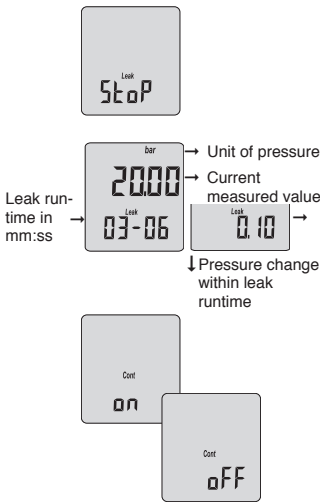 Leak
StoP
bar
→ Unit of pressure
20.00
→ Current
measured value
Leak run-
time in
mm:ss
→
Leak
03-06
Leak
0.10
→
↓ Pressure change
within leak
runtime
Cont
on
Cont
oFF